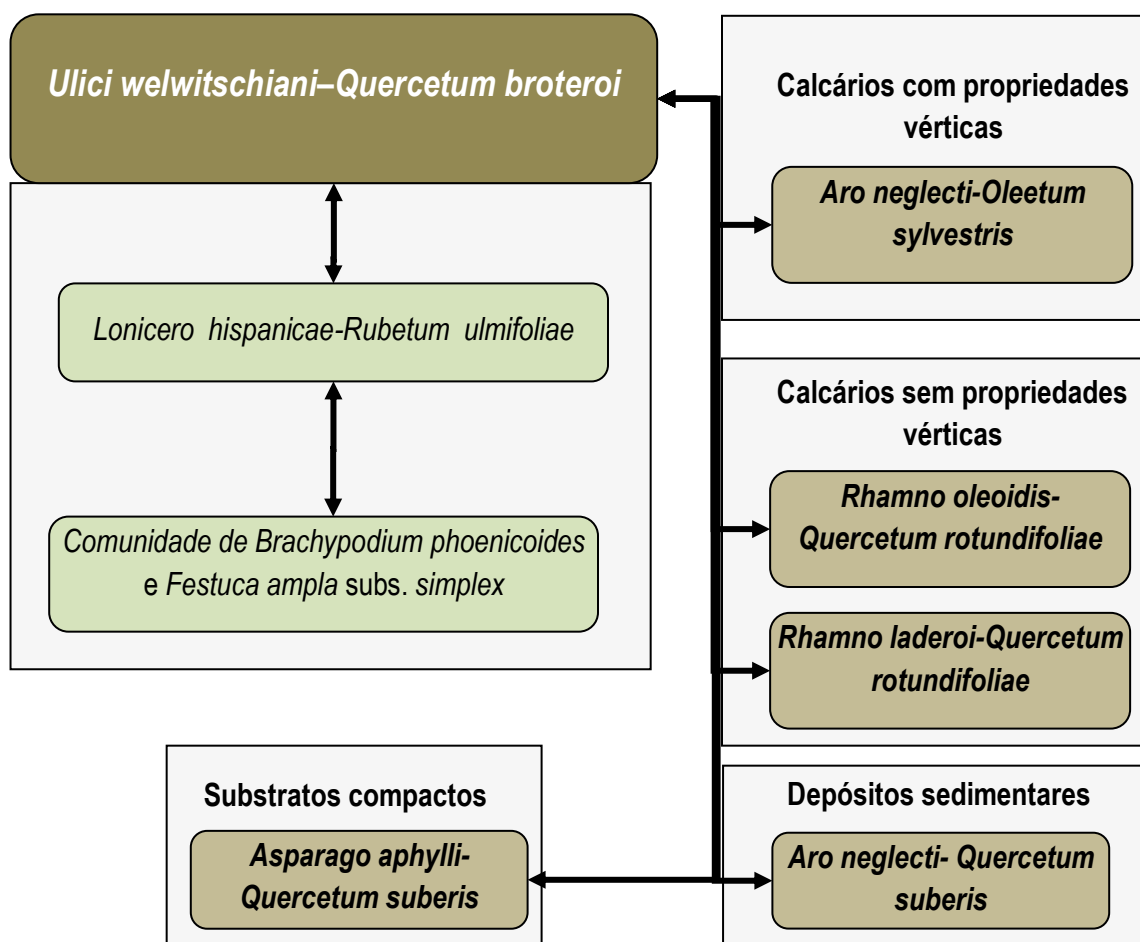 Ulici welwitschiani–Quercetum broteroi
Lonicero hispanicae-Rubetum ulmifoliae
Comunidade de Brachypodium phoenicoides
e Festuca ampla subs. simplex
Calcários com propriedades
vérticas
Aro neglecti-Oleetum
sylvestris
Calcários sem propriedades
vérticas
Rhamno oleoidis-
Quercetum rotundifoliae
Rhamno laderoi-Quercetum
rotundifoliae
Substratos compactos
Asparago aphylli-
Quercetum suberis
Depósitos sedimentares
Aro neglecti- Quercetum
suberis